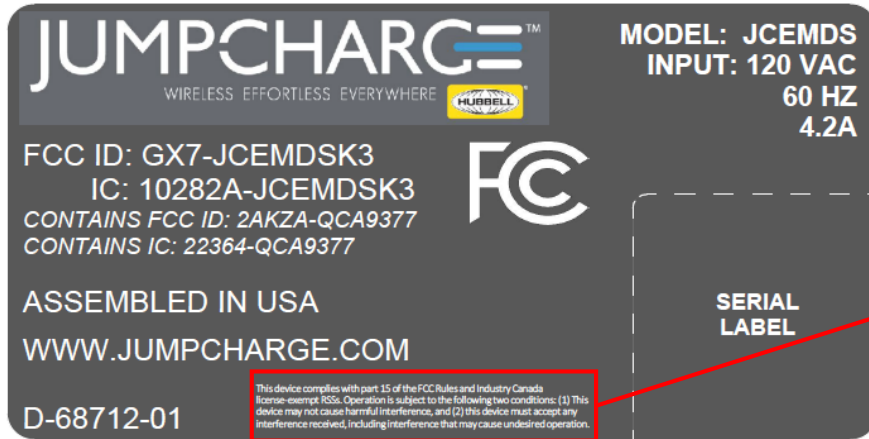 JUMPCHARGE™
WIRELESS EFFORTLESS EVERYWHERE
HUBBELL
MODEL: JCEMDS
INPUT: 120 VAC
60 HZ
4.2A
FCC ID: GX7-JCEMDSK3
IC: 10282A-JCEMDSK3
CONTAINS FCC ID: 2AKZA-QCA9377
CONTAINS IC: 22364-QCA9377
FCC
ASSEMBLED IN USA
WWW.JUMPCHARGE.COM
SERIAL
LABEL
D-68712-01
This device complies with part 15 of the FCC Rules and Industry Canada
license-exempt RSSs. Operation is subject to the following two conditions: (1) This
device may not cause harmful interference, and (2) this device must accept any
interference received, including interference that may cause undesired operation.